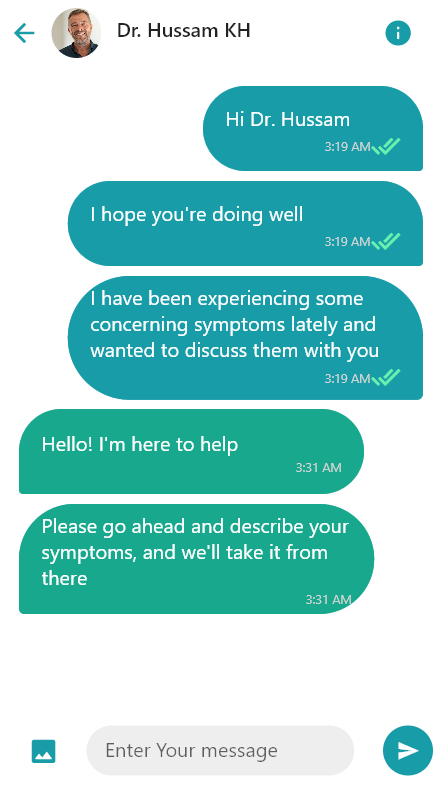 Dr. Hussam KH
Hi Dr. Hussam
3:19 AM
I hope you're doing well
3:19 AM
I have been experiencing some
concerning symptoms lately and
wanted to discuss them with you
3:19 AM
Hello! I'm here to help
3:31 AM
Please go ahead and describe your
symptoms, and we'll take it from
there
3:31 AM
Enter Your message